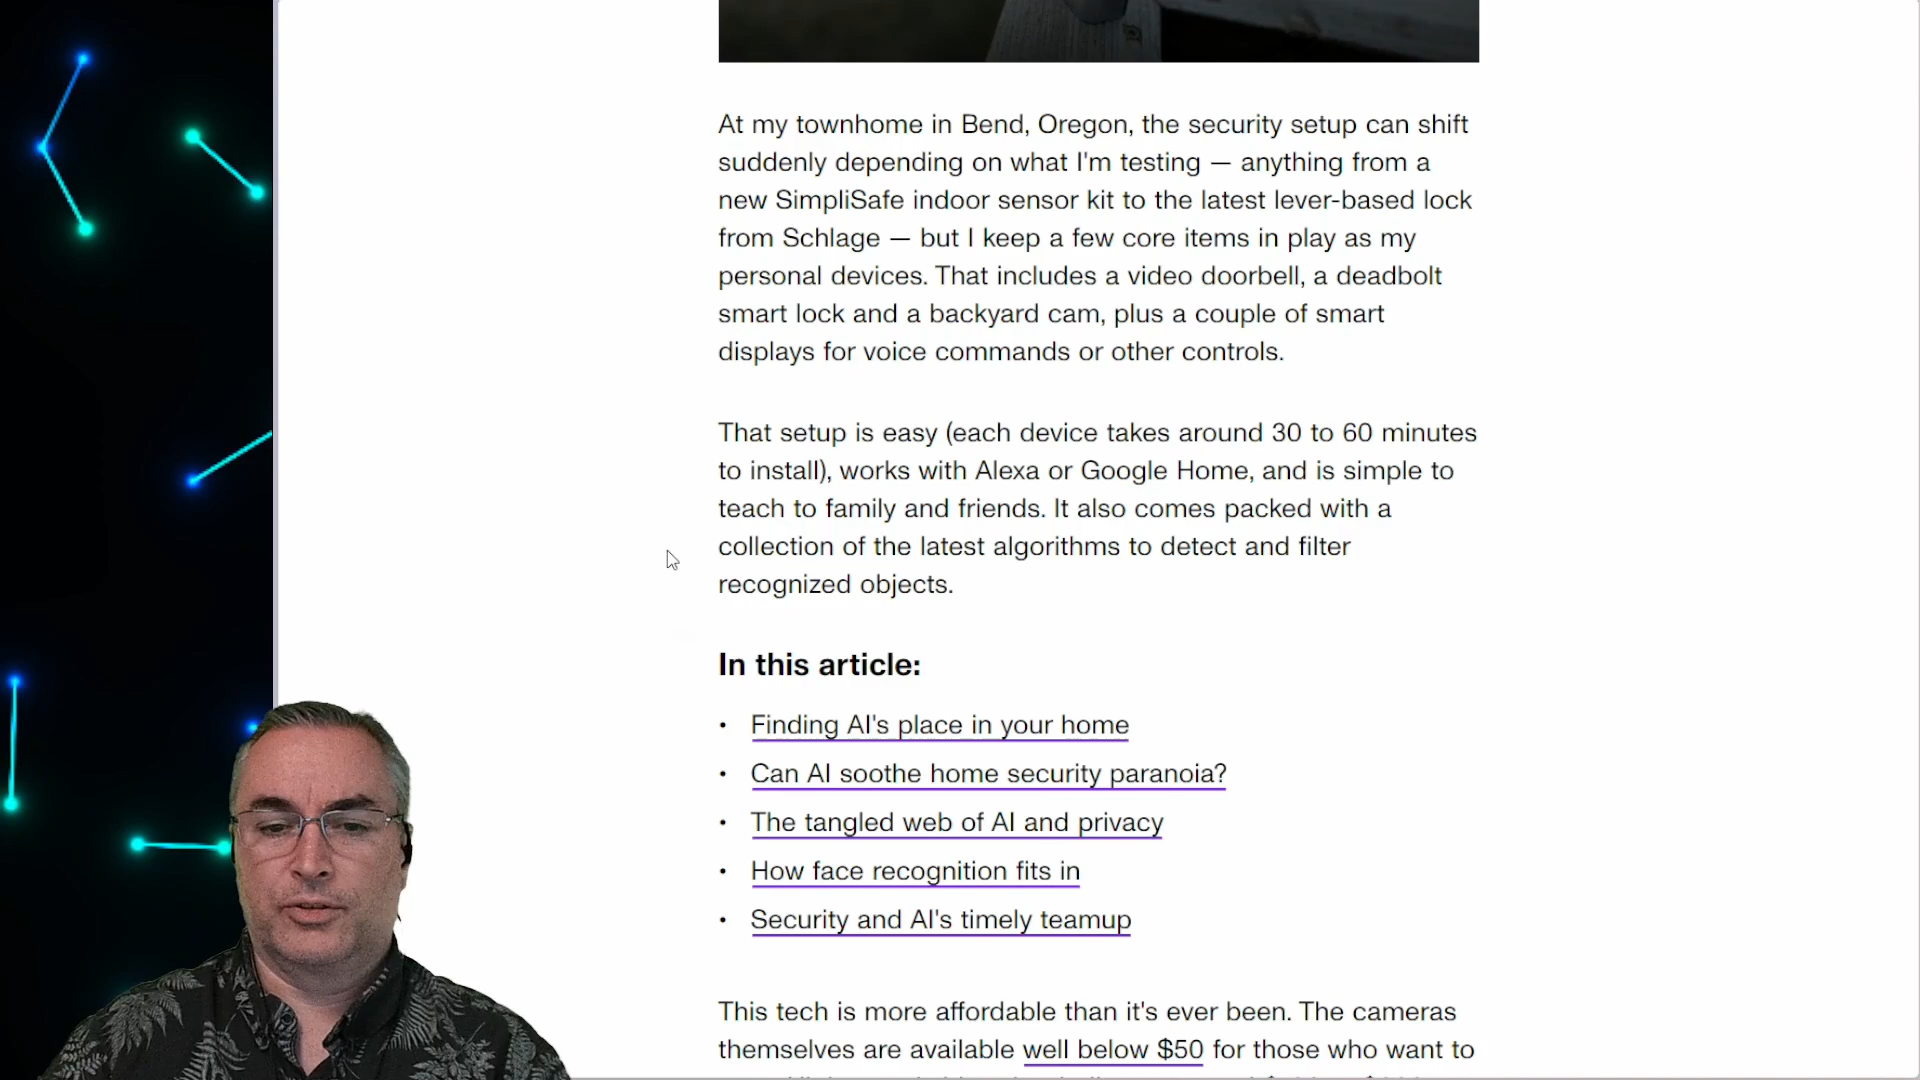 At my townhome in Bend, Oregon, the security setup can shift
suddenly depending on what I'm testing — anything from a
new SimpliSafe indoor sensor kit to the latest lever-based lock
from Schlage — but I keep a few core items in play as my
personal devices. That includes a video doorbell, a deadbolt
smart lock and a backyard cam, plus a couple of smart
displays for voice commands or other controls.
That setup is easy (each device takes around 30 to 60 minutes
to install), works with Alexa or Google Home, and is simple to
teach to family and friends. It also comes packed with a
collection of the latest algorithms to detect and filter
recognized objects.
In this article:
• Finding AI's place in your home
• Can AI soothe home security paranoia?
• The tangled web of AI and privacy
• How face recognition fits in
• Security and AI's timely teamup
This tech is more affordable than it's ever been. The cameras
themselves are available well below $50 for those who want to